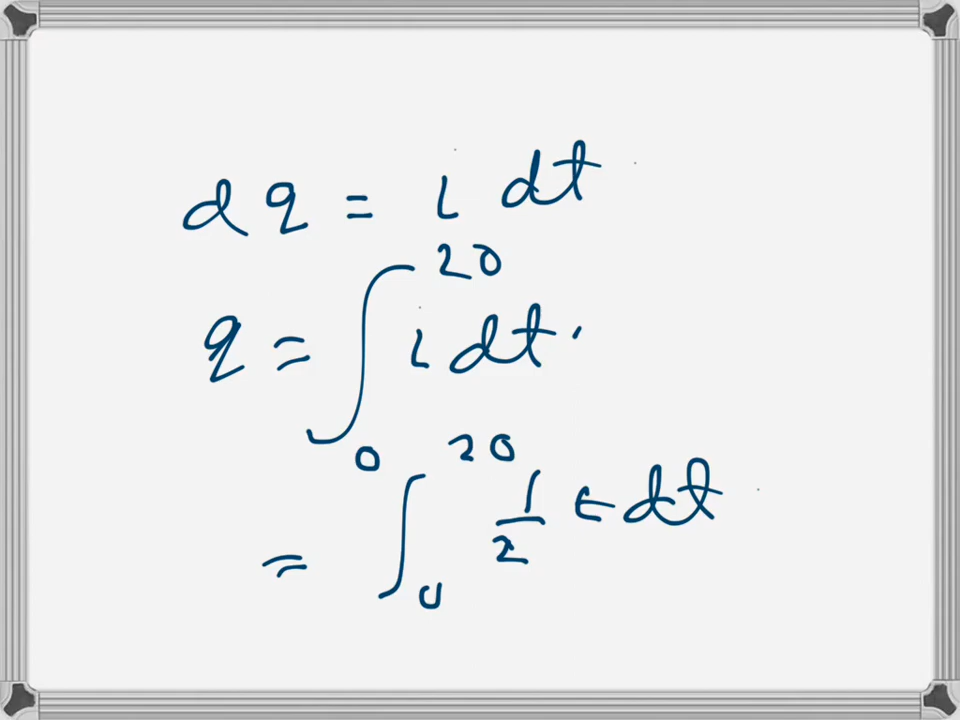 dq = i dt
q = ∫₀²⁰ i dt.
= ∫₀²⁰ 1/2 t dt